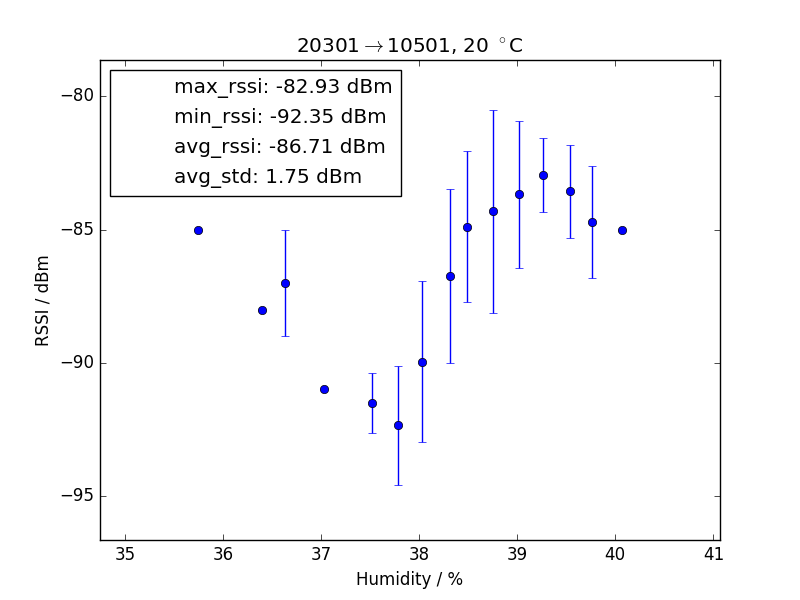 20301→10501, 20 °C
max_rssi: -82.93 dBm
min_rssi: -92.35 dBm
avg_rssi: -86.71 dBm
avg_std: 1.75 dBm
−80
−85
−90
−95
RSSI / dBm
35 36 37 38 39 40 41
Humidity / %